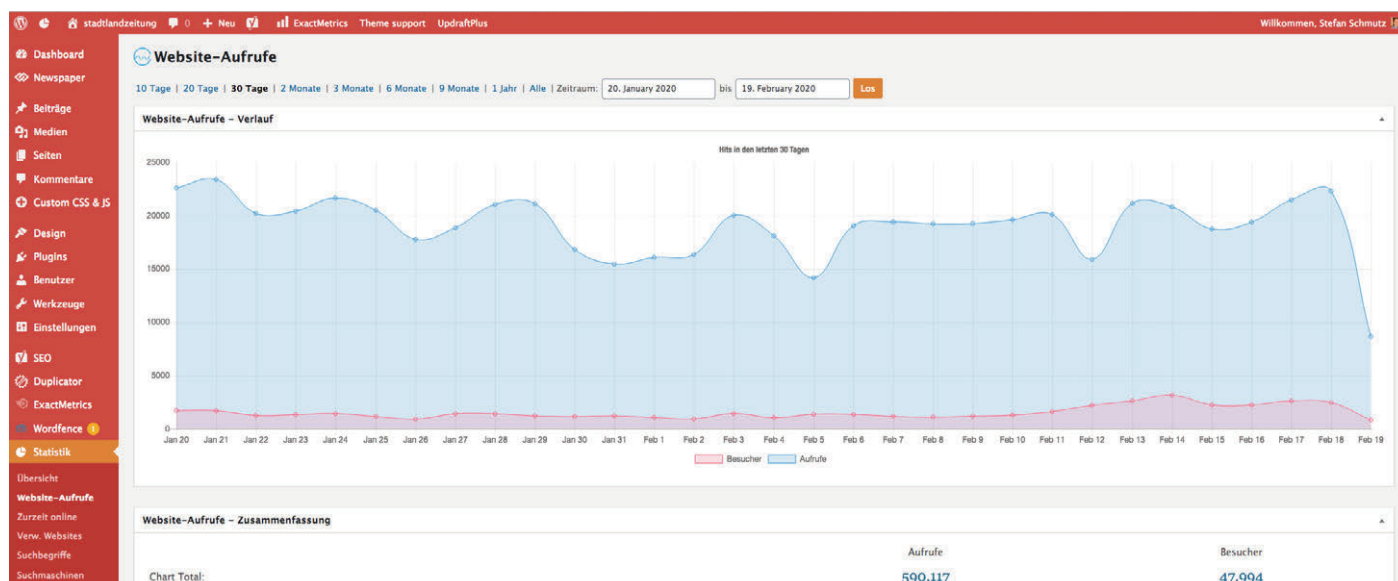 stadtlandzeitung 0 + Neu ExactMetrics Theme support UpdraftPlus Willkommen, Stefan Schmutz
Dashboard
Newspaper
Beiträge
Medien
Seiten
Kommentare
Custom CSS & JS
Design
Plugins
Benutzer
Werkzeuge
Einstellungen
SEO
Duplicator
ExactMetrics
Wordfence 1
Statistik
Übersicht
Website-Aufrufe
Zurzeit online
Verw. Websites
Suchbegriffe
Suchmaschinen
Website-Aufrufe
10 Tage | 20 Tage | 30 Tage | 2 Monate | 3 Monate | 6 Monate | 9 Monate | 1 Jahr | Alle | Zeitraum: 20. January 2020 bis 19. February 2020 Los
Website-Aufrufe – Verlauf
Hits in den letzten 30 Tagen
25000
20000
15000
10000
5000
0
Jan 20 Jan 21 Jan 22 Jan 23 Jan 24 Jan 25 Jan 26 Jan 27 Jan 28 Jan 29 Jan 30 Jan 31 Feb 1 Feb 2 Feb 3 Feb 4 Feb 5 Feb 6 Feb 7 Feb 8 Feb 9 Feb 10 Feb 11 Feb 12 Feb 13 Feb 14 Feb 15 Feb 16 Feb 17 Feb 18 Feb 19
Besucher Aufrufe
Website-Aufrufe – Zusammenfassung
Aufrufe Besucher
Chart Total: 590.117 47.994